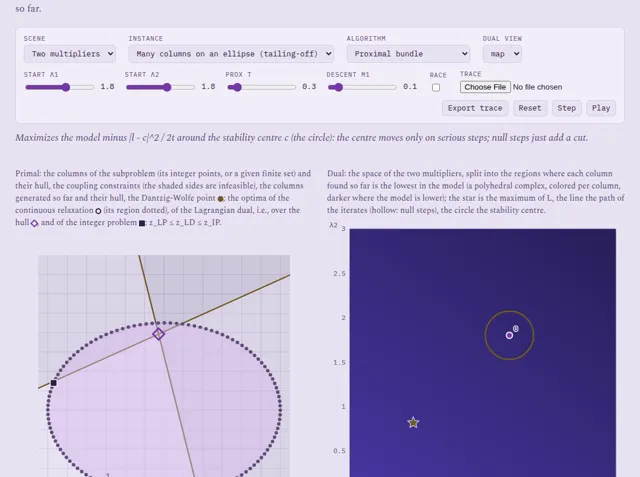 so far.
SCENE INSTANCE ALGORITHM DUAL VIEW
Two multipliers Many columns on an ellipse (tailing-off) Proximal bundle map
START Λ1 START Λ2 PROX T DESCENT M1 RACE TRACE
1.8 1.8 0.3 0.1 Choose File No file chosen
Export trace Reset Step Play
Maximizes the model minus |l - c|^2 / 2t around the stability centre c (the circle): the centre moves only on serious steps; null steps just add a cut.
Primal: the columns of the subproblem (its integer points, or a given finite set) and
their hull, the coupling constraints (the shaded sides are infeasible), the columns
generated so far and their hull, the Dantzig-Wolfe point ; the optima of the
continuous relaxation (its region dotted), of the Lagrangian dual, i.e., over the
hull and of the integer problem : z_LP ≤ z_LD ≤ z_IP.
Dual: the space of the two multipliers, split into the regions where each column
found so far is the lowest in the model (a polyhedral complex, colored per column,
darker where the model is lower); the star is the maximum of L, the line the path of
the iterates (hollow: null steps), the circle the stability centre.
λ2
3
2.5
2
1.5
1
0.5
0